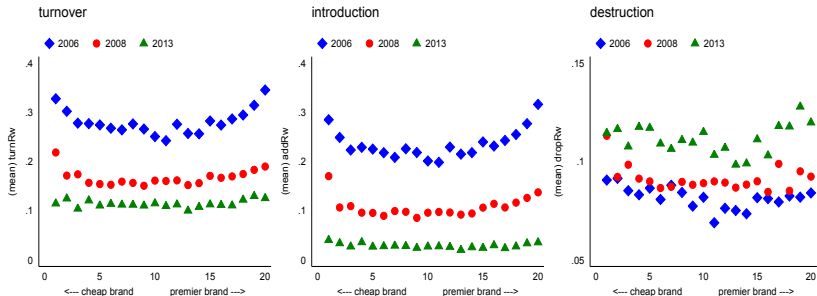 turnover
2006 2008 2013
(mean) turnRw
.4
.3
.2
.1
0
0 5 10 15 20
<--- cheap brand premier brand --->
introduction
2006 2008 2013
(mean) addRw
.4
.3
.2
.1
0
0 5 10 15 20
<--- cheap brand premier brand --->
destruction
2006 2008 2013
(mean) dropRw
.15
.1
.05
0 5 10 15 20
<--- cheap brand premier brand --->